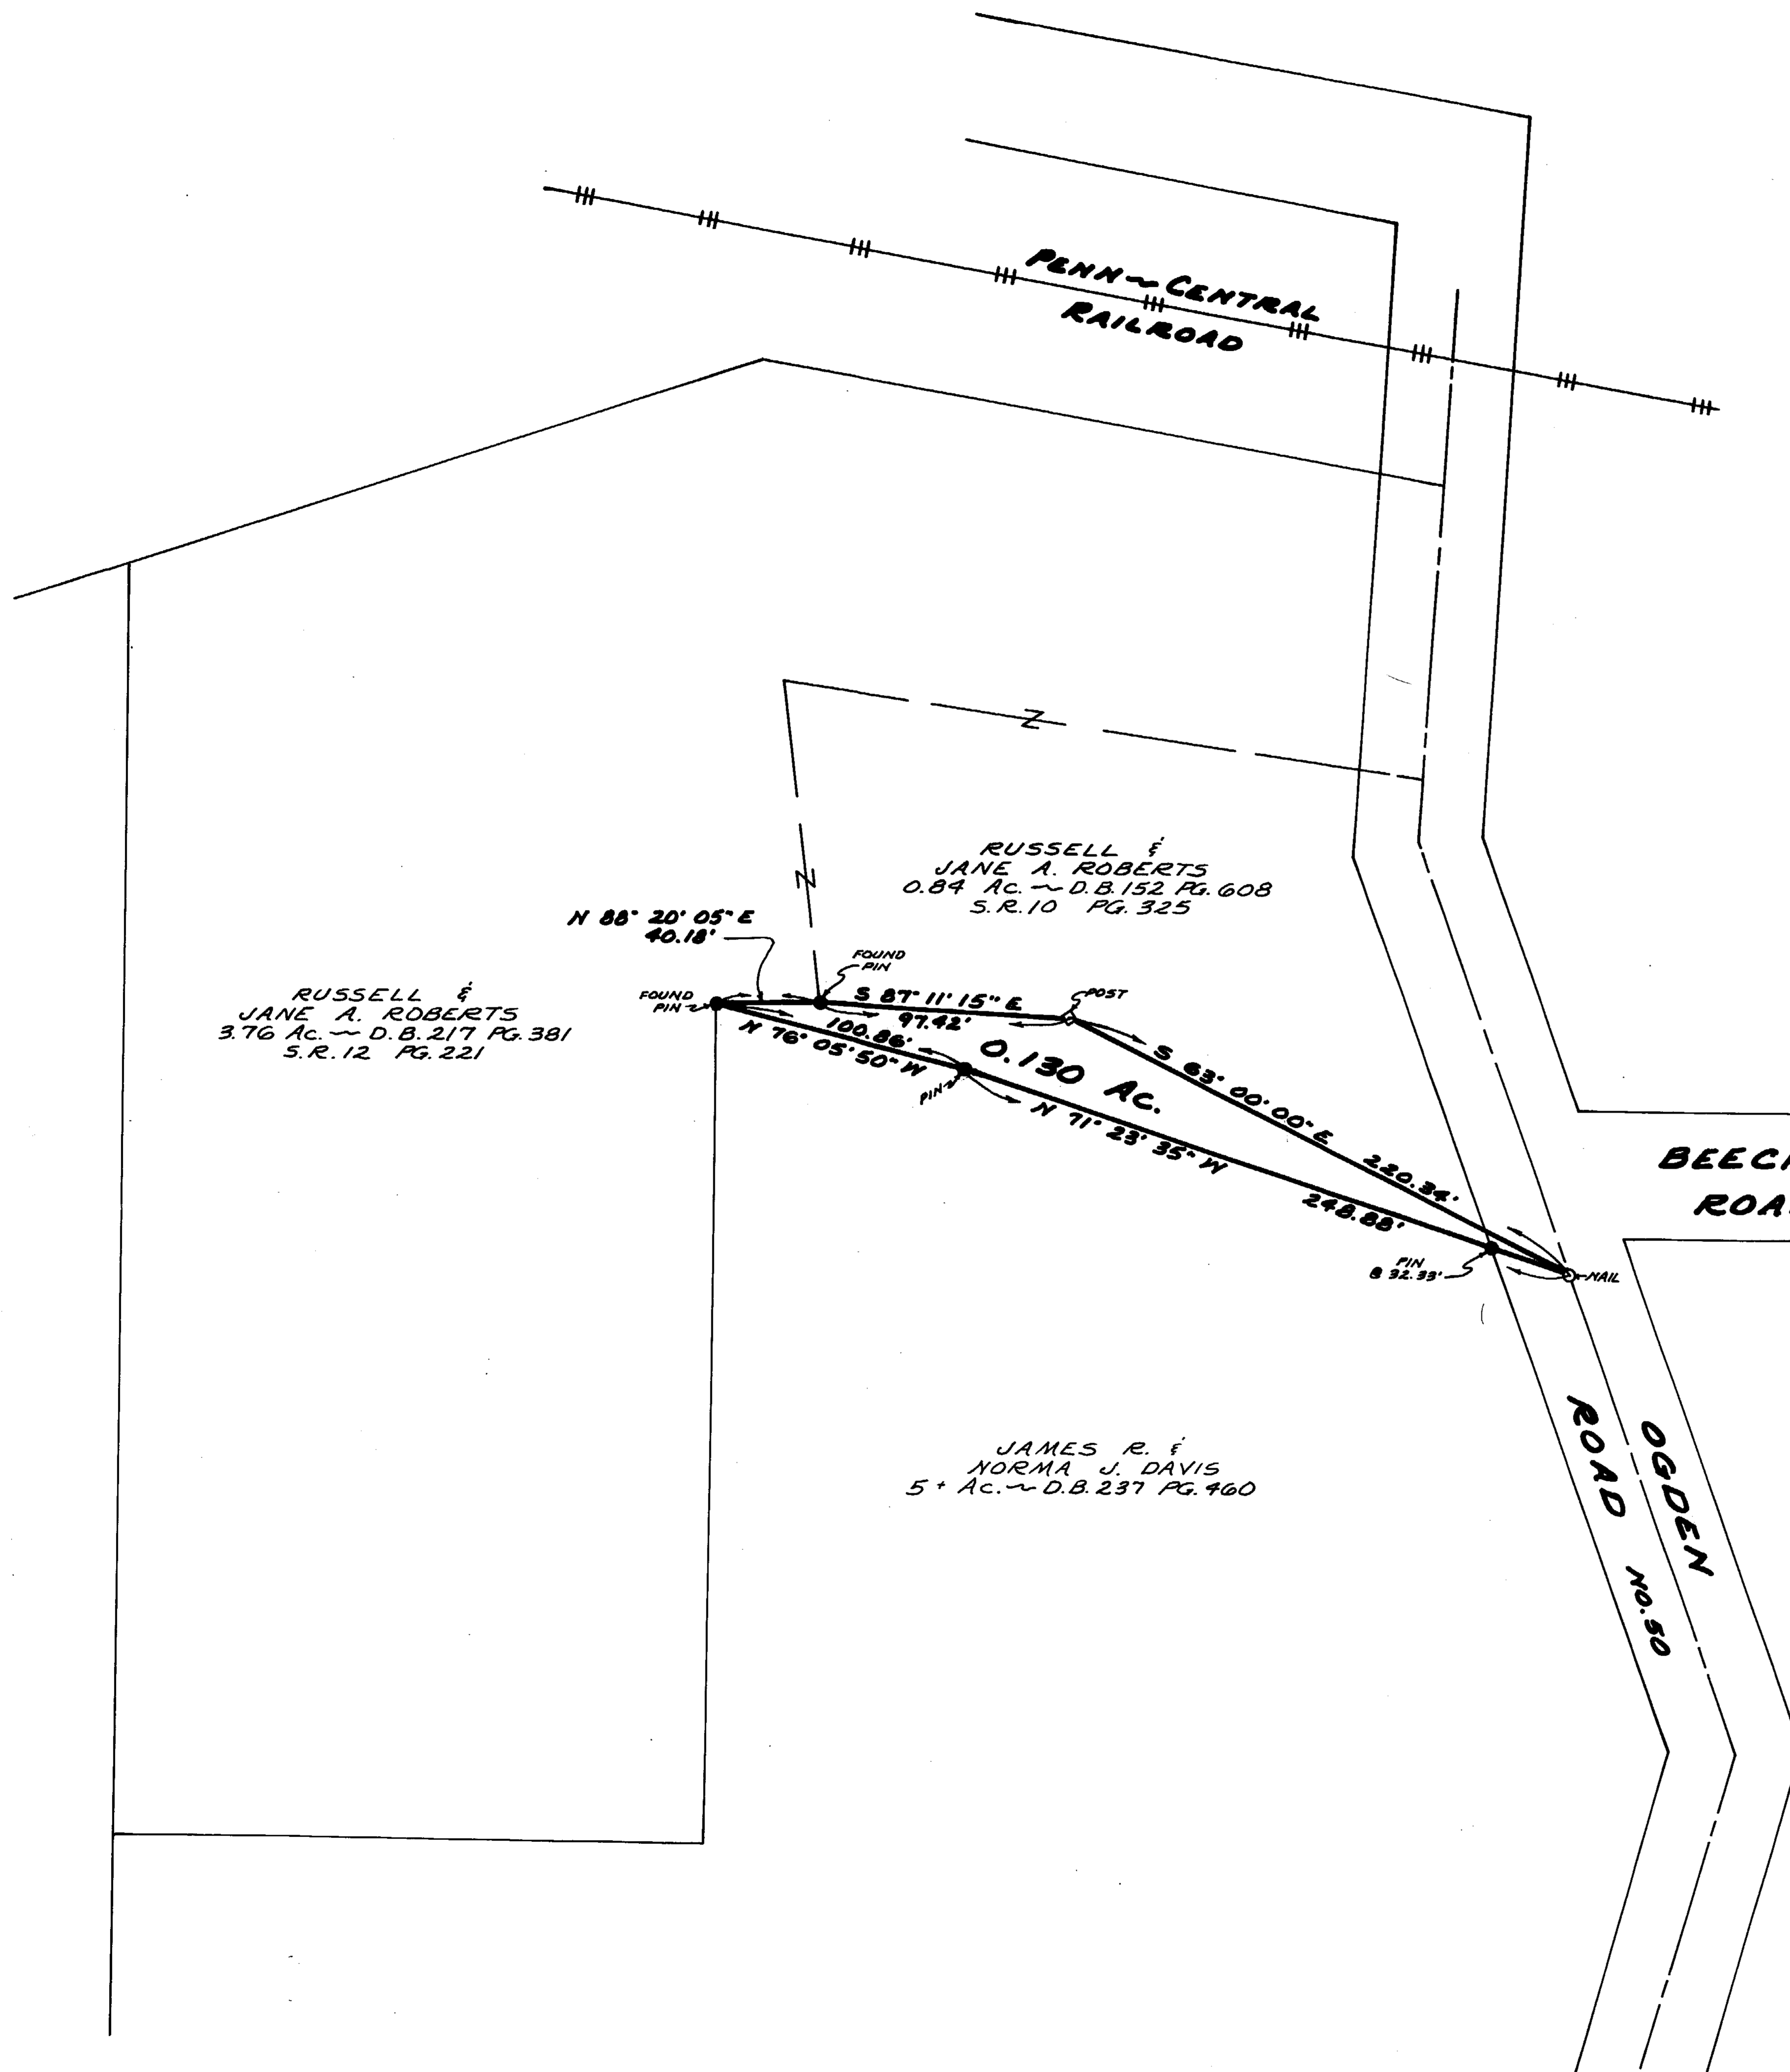 PENN~CENTRAL
RAILROAD
RUSSELL &
JANE A. ROBERTS
0.84 Ac. ~ D.B. 152 PG. 608
S.R. 10 PG. 325
N 88° 20' 05" E
40.18'
FOUND
PIN
RUSSELL &
JANE A. ROBERTS
3.76 Ac. ~ D.B. 217 PG. 381
S.R. 12 PG. 221
FOUND
PIN
S 87° 11' 15" E
97.42'
POST
100.86'
N 76° 05' 50" W
0.130 Ac.
PIN
S 63° 00' 00" E 220.34'
N 71° 23' 35" W 248.88'
BEECH
ROA
PIN
@ 32.33'
NAIL
JAMES R. &
NORMA J. DAVIS
5 + Ac. ~ D.B. 237 PG. 460
OGDEN
ROAD NO. 50